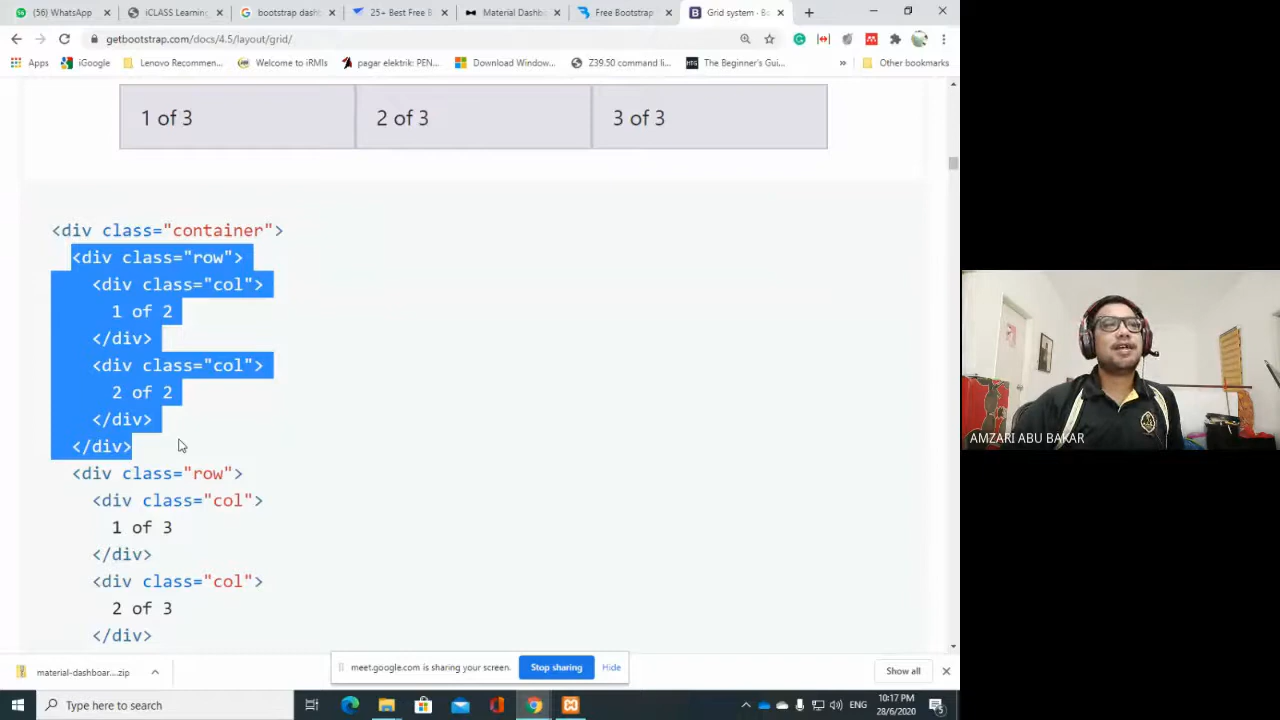 (56) WhatsApp
iCLASS Learning
bootstrap dash
25+ Best Free B
Material Dashbo
Free Bootstrap
Grid system - Bo
getbootstrap.com/docs/4.5/layout/grid/
Apps
iGoogle
Lenovo Recommen...
Welcome to iRMIs
pagar elektrik: PEN...
Download Window...
Z39.50 command li...
The Beginner's Gui...
Other bookmarks
1 of 3
2 of 3
3 of 3
<div class="container">
<div class="row">
<div class="col">
1 of 2
</div>
<div class="col">
2 of 2
</div>
</div>
<div class="row">
<div class="col">
1 of 3
</div>
<div class="col">
2 of 3
</div>
AMZARI ABU BAKAR
material-dashboar....zip
meet.google.com is sharing your screen.
Stop sharing
Hide
Show all
Type here to search
ENG
10:17 PM
28/6/2020
5